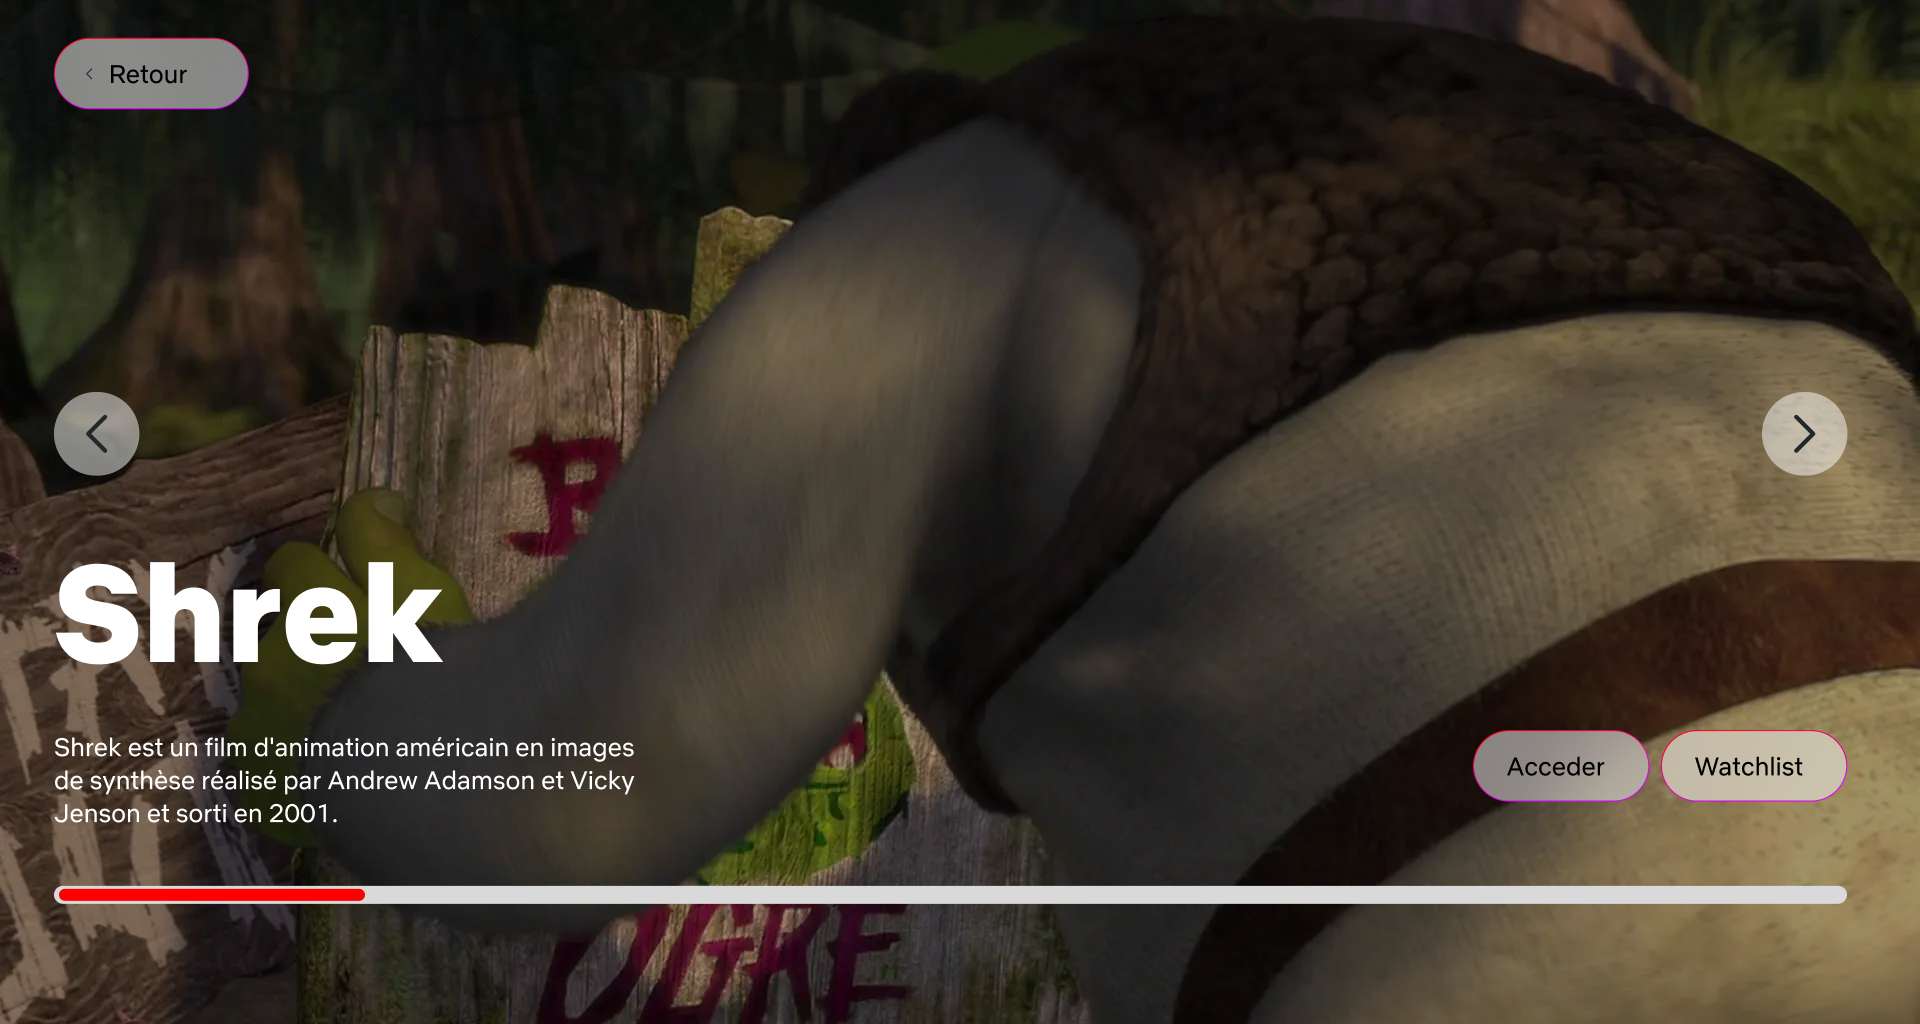 Retour
B
Shrek
Shrek est un film d'animation américain en images
de synthèse réalisé par Andrew Adamson et Vicky
Jenson et sorti en 2001.
Acceder
Watchlist
OGRE